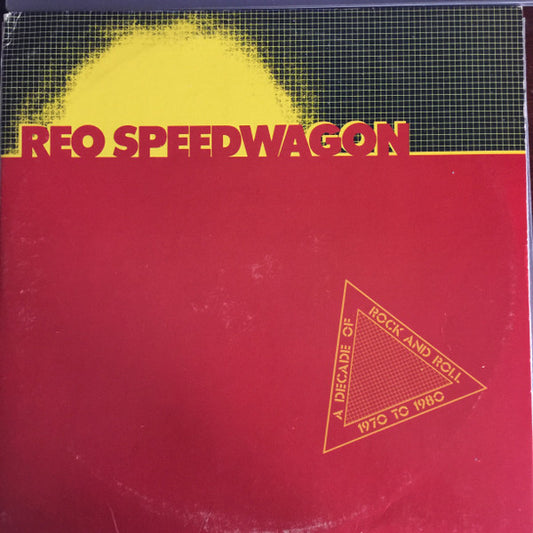 REO SPEEDWAGON
A DECADE OF
ROCK AND ROLL
1970 TO 1980